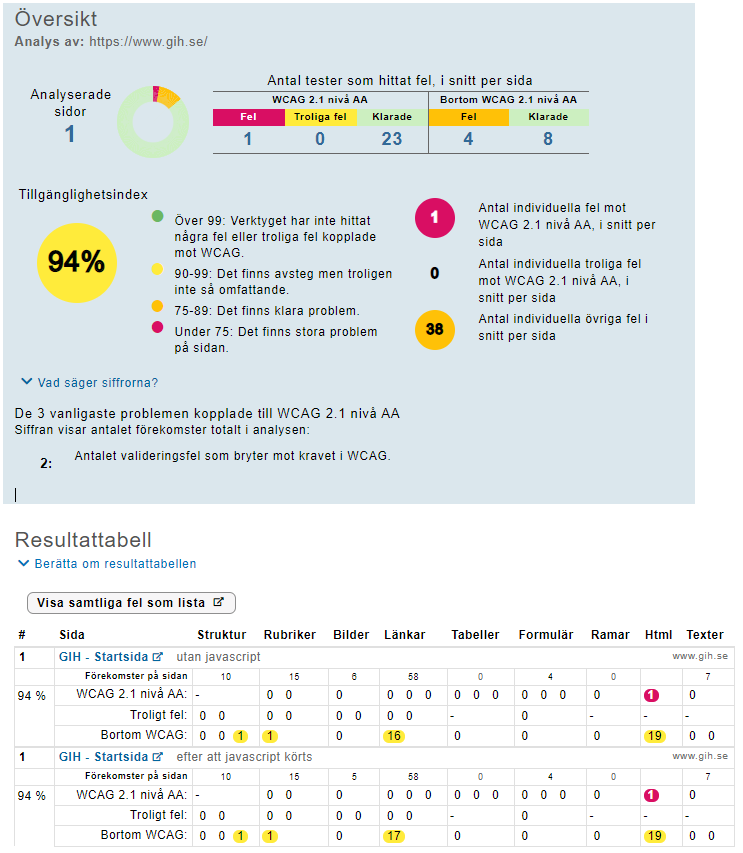 Översikt
Analys av: https://www.gih.se/
Analyserade
sidor
1
Antal tester som hittat fel, i snitt per sida
WCAG 2.1 nivå AA Bortom WCAG 2.1 nivå AA
Fel Troliga fel Klarade Fel Klarade
1 0 23 4 8
Tillgänglighetsindex
94%
Över 99: Verktyget har inte hittat
några fel eller troliga fel kopplade
mot WCAG.
90-99: Det finns avsteg men troligen
inte så omfattande.
75-89: Det finns klara problem.
Under 75: Det finns stora problem
på sidan.
1
Antal individuella fel mot
WCAG 2.1 nivå AA, i snitt per
sida
0
Antal individuella troliga fel
mot WCAG 2.1 nivå AA, i
snitt per sida
38
Antal individuella övriga fel i
snitt per sida
Vad säger siffrorna?
De 3 vanligaste problemen kopplade till WCAG 2.1 nivå AA
Siffran visar antalet förekomster totalt i analysen:
2: Antalet valideringsfel som bryter mot kravet i WCAG.
Resultattabell
Berätta om resultattabellen
Visa samtliga fel som lista
# Sida Struktur Rubriker Bilder Länkar Tabeller Formulär Ramar Html Texter
1 GIH - Startsida utan javascript www.gih.se
Förekomster på sidan 10 15 6 58 0 4 0 7
94 % WCAG 2.1 nivå AA: - 0 0 0 0 0 0 0 0 0 0 0 0 0 1 0
Troligt fel: 0 0 0 0 0 0 0 0 - 0 - - -
Bortom WCAG: 0 0 1 1 0 16 0 0 0 19 0 0
1 GIH - Startsida efter att javascript körts www.gih.se
Förekomster på sidan 10 15 5 58 0 4 0 7
94 % WCAG 2.1 nivå AA: - 0 0 0 0 0 0 0 0 0 0 0 0 0 1 0
Troligt fel: 0 0 0 0 0 0 0 0 - 0 - - -
Bortom WCAG: 0 0 1 1 0 17 0 0 0 19 0 0